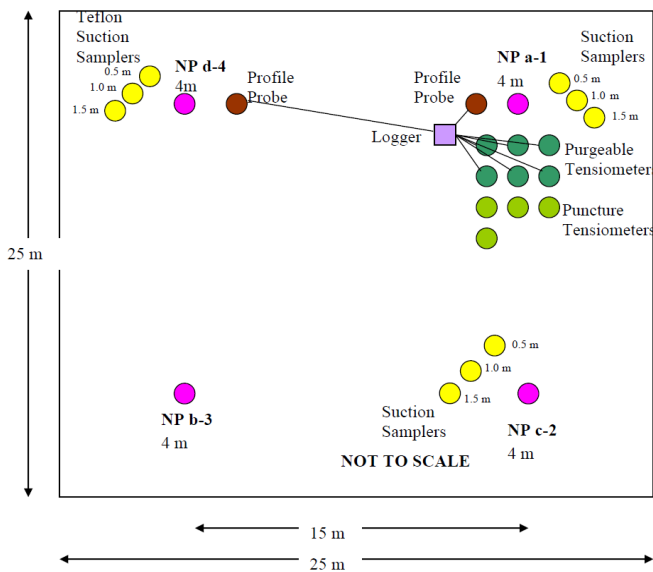 Teflon
Suction
Samplers
0.5 m
1.0 m
1.5 m
NP d-4
4m
Profile
Probe
Profile
Probe
NP a-1
4 m
Suction
Samplers
0.5 m
1.0 m
1.5 m
Logger
Purgeable
Tensiometers
Puncture
Tensiometers
25 m
0.5 m
1.0 m
1.5 m
Suction
Samplers
NP b-3
4 m
NP c-2
4 m
NOT TO SCALE
15 m
25 m